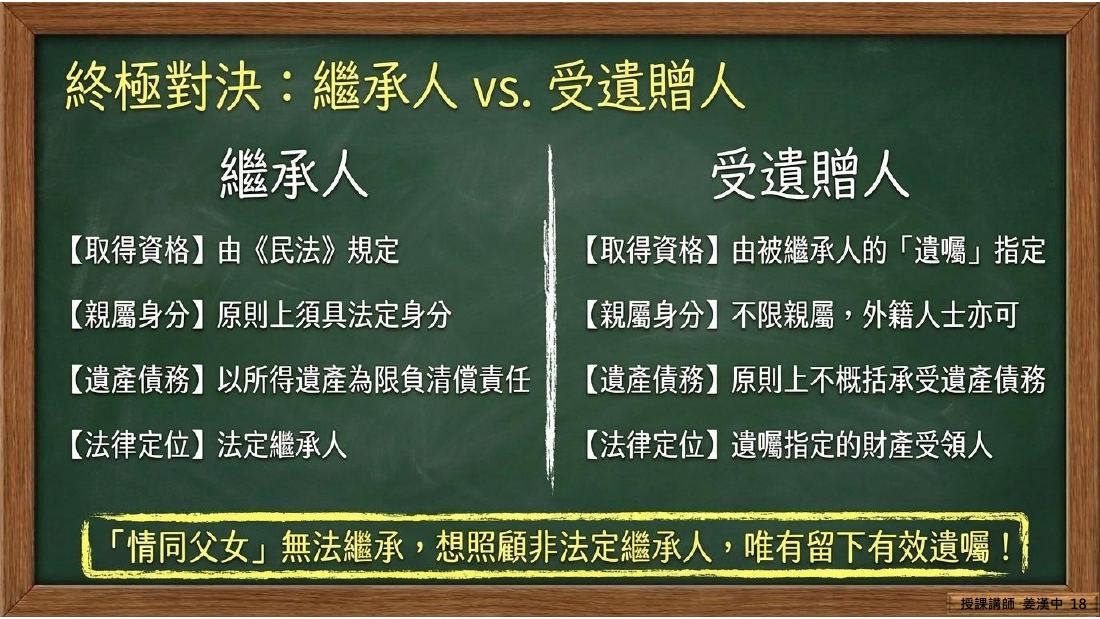 終極對決：繼承人 vs. 受遺贈人
繼承人
【取得資格】由《民法》規定
【親屬身分】原則上須具法定身分
【遺產債務】以所得遺產為限負清償責任
【法律定位】法定繼承人
受遺贈人
【取得資格】由被繼承人的「遺囑」指定
【親屬身分】不限親屬，外籍人士亦可
【遺產債務】原則上不概括承受遺產債務
【法律定位】遺囑指定的財產受領人
「情同父女」無法繼承，想照顧非法定繼承人，唯有留下有效遺囑！
授課講師 姜漢中 18